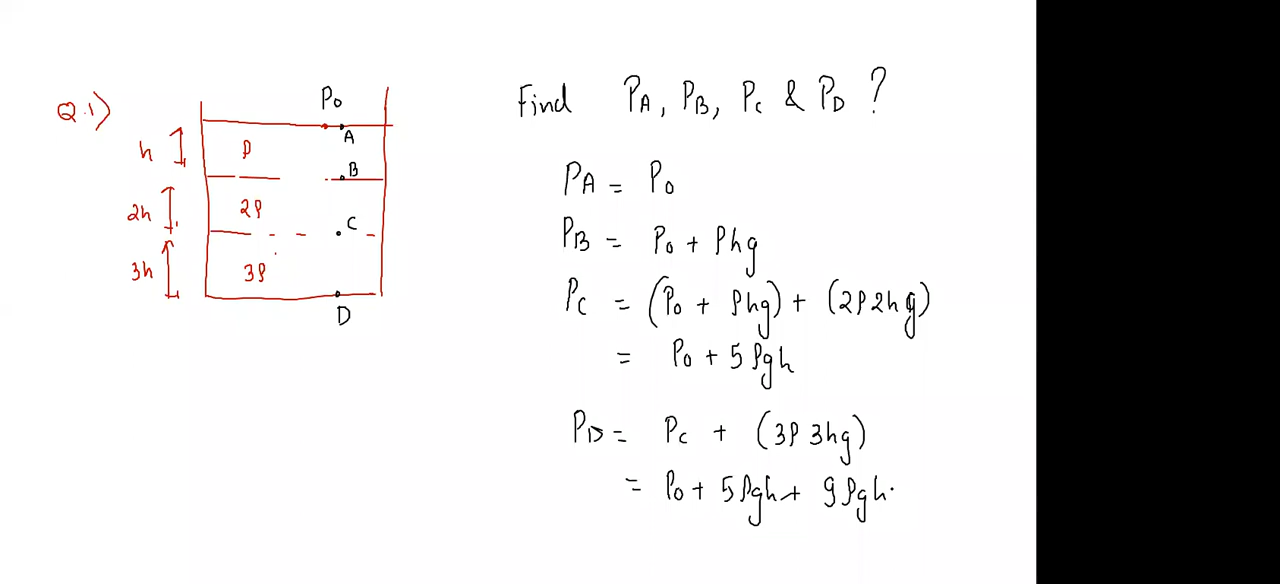 Q.1)
P₀
A
h
ρ
B
2h
2ρ
C
3h
3ρ
D
Find P_A, P_B, P_C & P_D ?
P_A = P₀
P_B = P₀ + ρhg
P_C = (P₀ + ρhg) + (2ρ2hg)
= P₀ + 5ρgh
P_D = P_C + (3ρ3hg)
= P₀ + 5ρgh + 9ρgh.